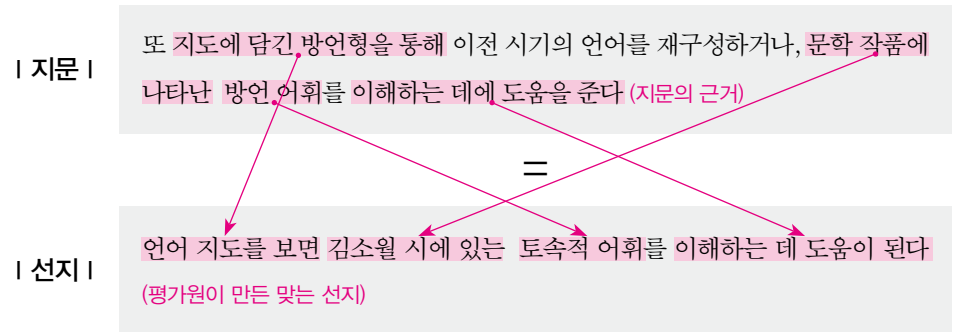 | 지문 |
또 지도에 담긴 방언형을 통해 이전 시기의 언어를 재구성하거나, 문학 작품에
나타난 방언 어휘를 이해하는 데에 도움을 준다 (지문의 근거)
=
| 선지 |
언어 지도를 보면 김소월 시에 있는 토속적 어휘를 이해하는 데 도움이 된다
(평가원이 만든 맞는 선지)